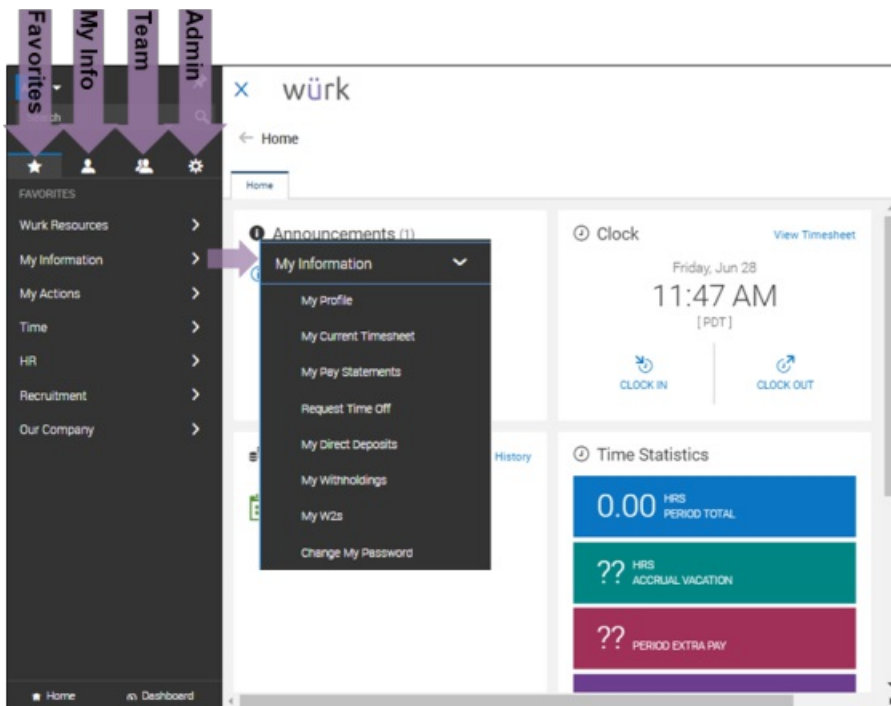 Favorites
My Info
Team
Admin
Search
FAVORITES
Wurk Resources
My Information
My Actions
Time
HR
Recruitment
Our Company
Home
Dashboard
würk
Home
Home
Announcements (1)
My Information
My Profile
My Current Timesheet
My Pay Statements
Request Time Off
My Direct Deposits
My Withholdings
My W2s
Change My Password
History
Clock
View Timesheet
Friday, Jun 28
11:47 AM
[ PDT ]
CLOCK IN
CLOCK OUT
Time Statistics
0.00 HRS
PERIOD TOTAL
?? HRS
ACCRUAL VACATION
?? PERIOD EXTRA PAY